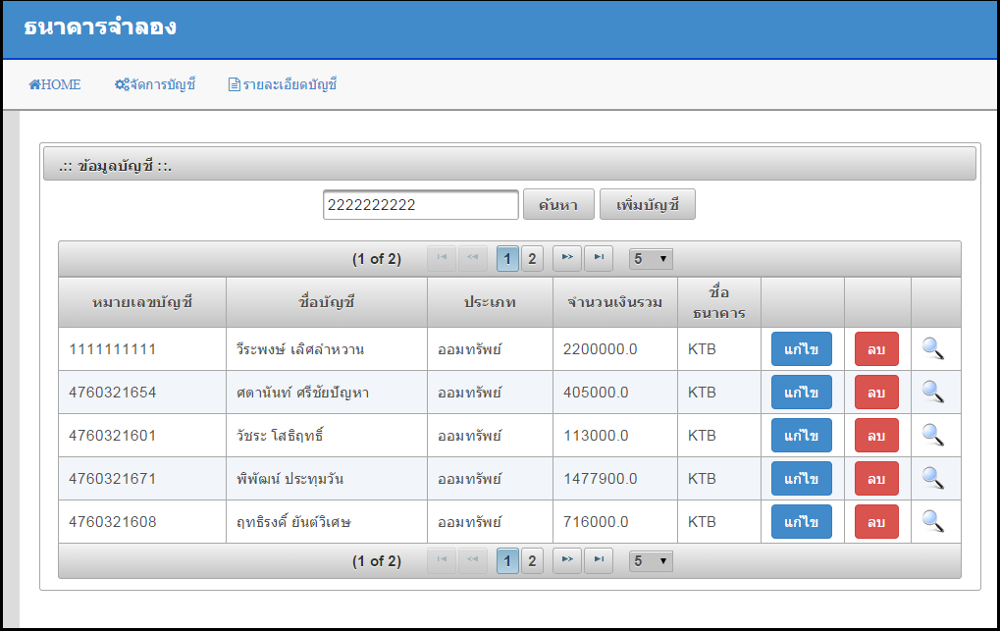 ธนาคารจำลอง
HOME จัดการบัญชี รายละเอียดบัญชี
.:: ข้อมูลบัญชี ::.
2222222222 ค้นหา เพิ่มบัญชี
(1 of 2) 1 2 5
หมายเลขบัญชี ชื่อบัญชี ประเภท จำนวนเงินรวม ชื่อ
ธนาคาร
1111111111 วีระพงษ์ เลิศลำหวาน ออมทรัพย์ 2200000.0 KTB แก้ไข ลบ
4760321654 ศตานันท์ ศรีชัยปัญหา ออมทรัพย์ 405000.0 KTB แก้ไข ลบ
4760321601 วัชระ โสธิฤทธิ์ ออมทรัพย์ 113000.0 KTB แก้ไข ลบ
4760321671 พิพัฒน์ ประทุมวัน ออมทรัพย์ 1477900.0 KTB แก้ไข ลบ
4760321608 ฤทธิรงค์ ยันต์วิเศษ ออมทรัพย์ 716000.0 KTB แก้ไข ลบ
(1 of 2) 1 2 5